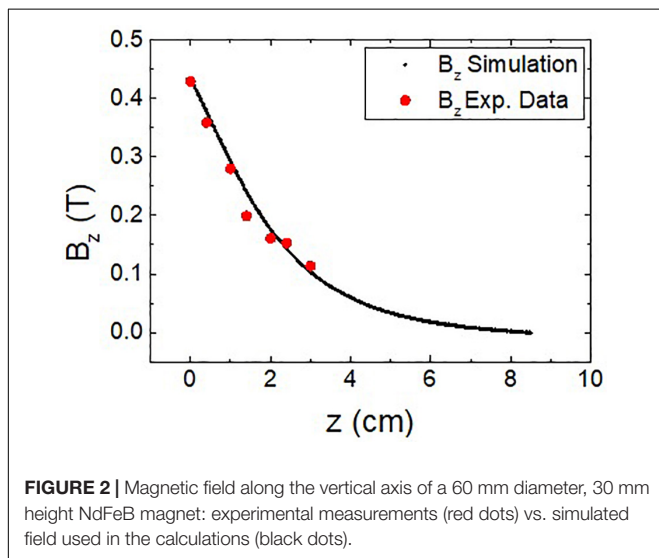 0.5
0.4
0.3
0.2
0.1
0.0
B_z (T)
B_z Simulation
B_z Exp. Data
0 2 4 6 8 10
z (cm)
FIGURE 2 | Magnetic field along the vertical axis of a 60 mm diameter, 30 mm
height NdFeB magnet: experimental measurements (red dots) vs. simulated
field used in the calculations (black dots).